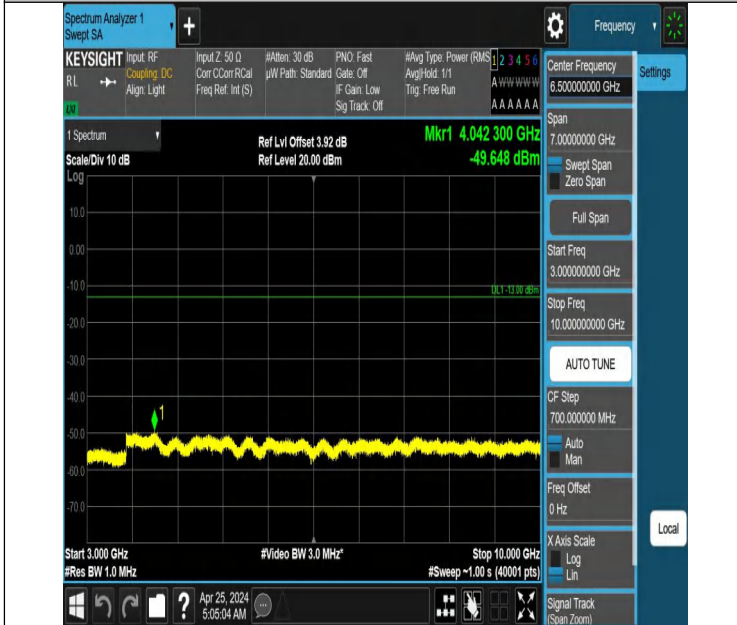 Spectrum Analyzer 1
Swept SA
+
Frequency
KEYSIGHT
RL
Input: RF
Coupling: DC
Align: Light
Input Z: 50 Ω
Corr CCorr RCal
Freq Ref: Int (S)
#Atten: 30 dB
µW Path: Standard
PNO: Fast
Gate: Off
IF Gain: Low
Sig Track: Off
#Avg Type: Power (RMS
Avg|Hold: 1/1
Trig: Free Run
1 2 3 4 5 6
A W W W W W
A A A A A A
1 Spectrum
Scale/Div 10 dB
Ref Lvl Offset 3.92 dB
Ref Level 20.00 dBm
Mkr1 4.042 300 GHz
-49.648 dBm
Log
10.0
0.00
-10.0
DL1 -13.00 dBm
-20.0
-30.0
-40.0
1
-50.0
-60.0
-70.0
Start 3.000 GHz
#Video BW 3.0 MHz*
Stop 10.000 GHz
#Res BW 1.0 MHz
#Sweep ~1.00 s (40001 pts)
?
Apr 25, 2024
5:05:04 AM
Center Frequency
6.500000000 GHz
Settings
Span
7.00000000 GHz
Swept Span
Zero Span
Full Span
Start Freq
3.000000000 GHz
Stop Freq
10.000000000 GHz
AUTO TUNE
CF Step
700.000000 MHz
Auto
Man
Freq Offset
0 Hz
X Axis Scale
Log
Lin
Local
Signal Track
(Span Zoom)